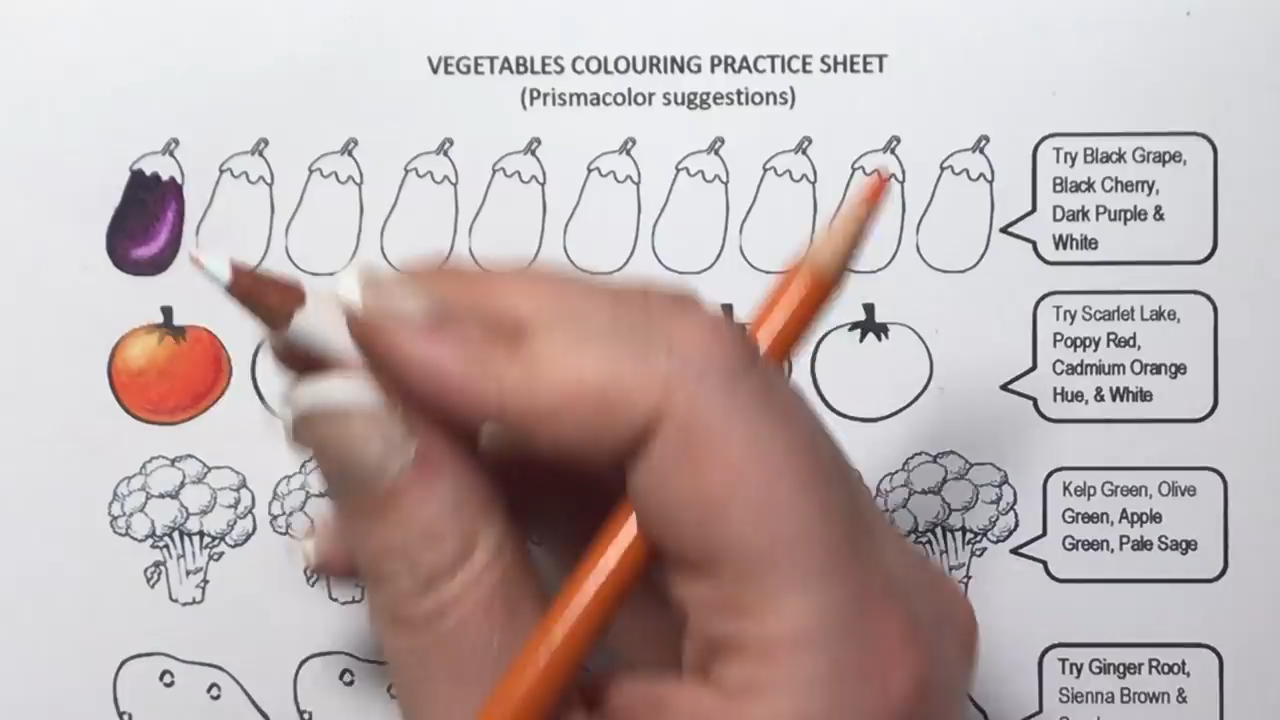 VEGETABLES COLOURING PRACTICE SHEET
(Prismacolor suggestions)
Try Black Grape,
Black Cherry,
Dark Purple &
White
Try Scarlet Lake,
Poppy Red,
Cadmium Orange
Hue, & White
Kelp Green, Olive
Green, Apple
Green, Pale Sage
Try Ginger Root,
Sienna Brown &